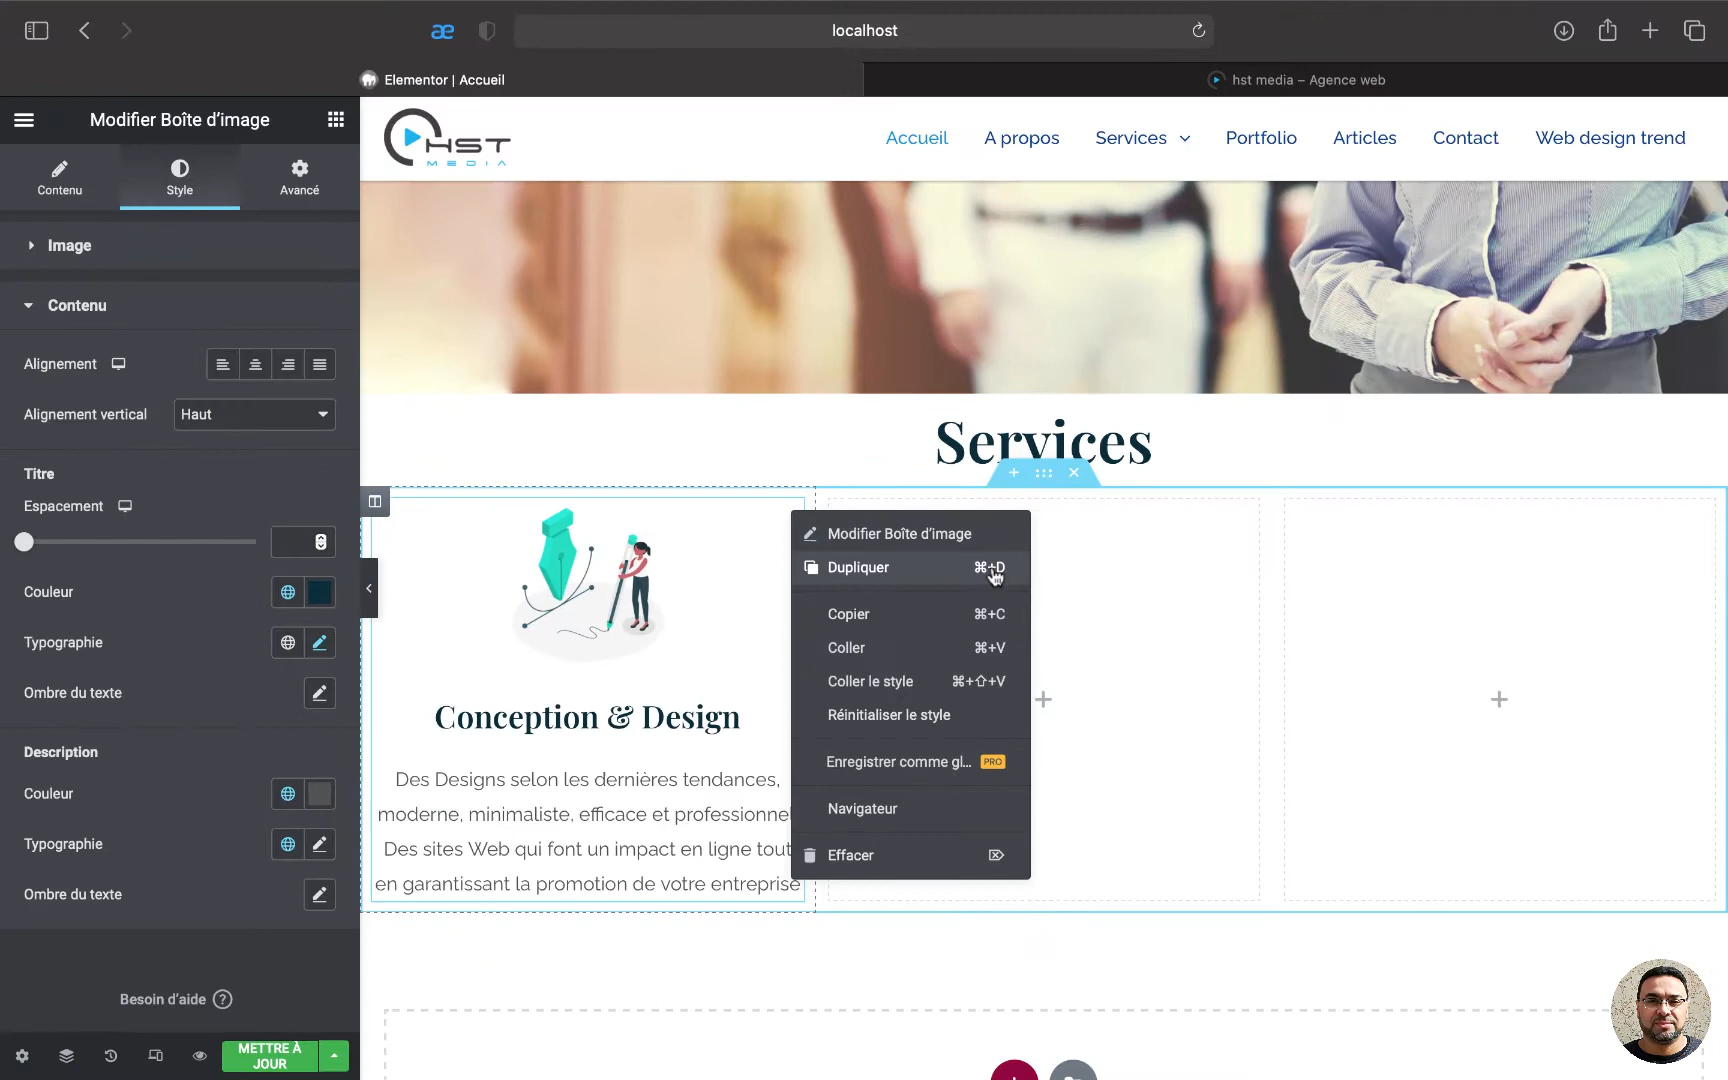 localhost
Elementor | Accueil
hst media – Agence web
Modifier Boîte d’image
Contenu
Style
Avancé
HST
MEDIA
Accueil
A propos
Services
Portfolio
Articles
Contact
Web design trend
Image
Contenu
Alignement
Alignement vertical
Haut
Titre
Espacement
Couleur
Typographie
Ombre du texte
Description
Couleur
Typographie
Ombre du texte
Besoin d’aide ?
METTRE À
JOUR
Services
Conception & Design
Des Designs selon les dernières tendances,
moderne, minimaliste, efficace et professionnel
Des sites Web qui font un impact en ligne tout
en garantissant la promotion de votre entreprise
Modifier Boîte d’image
Dupliquer ⌘+D
Copier ⌘+C
Coller ⌘+V
Coller le style ⌘+⇧+V
Réinitialiser le style
Enregistrer comme gl... PRO
Navigateur
Effacer